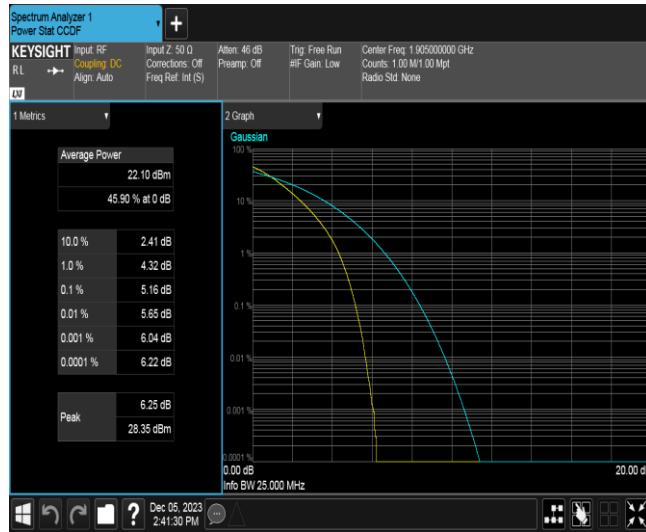 Spectrum Analyzer 1
Power Stat CCDF
+
KEYSIGHT
RL
LXI
Input: RF
Coupling: DC
Align: Auto
Input Z: 50 Ω
Corrections: Off
Freq Ref: Int (S)
Atten: 46 dB
Preamp: Off
Trig: Free Run
#IF Gain: Low
Center Freq: 1.905000000 GHz
Counts: 1.00 M/1.00 Mpt
Radio Std: None
1 Metrics
Average Power
22.10 dBm
45.90 % at 0 dB
10.0 % 2.41 dB
1.0 % 4.32 dB
0.1 % 5.16 dB
0.01 % 5.65 dB
0.001 % 6.04 dB
0.0001 % 6.22 dB
Peak
6.25 dB
28.35 dBm
2 Graph
Gaussian
100 %
10 %
1 %
0.1 %
0.01 %
0.001 %
0.0001 %
0.00 dB
20.00 d
Info BW 25.000 MHz
?
Dec 05, 2023
2:41:30 PM